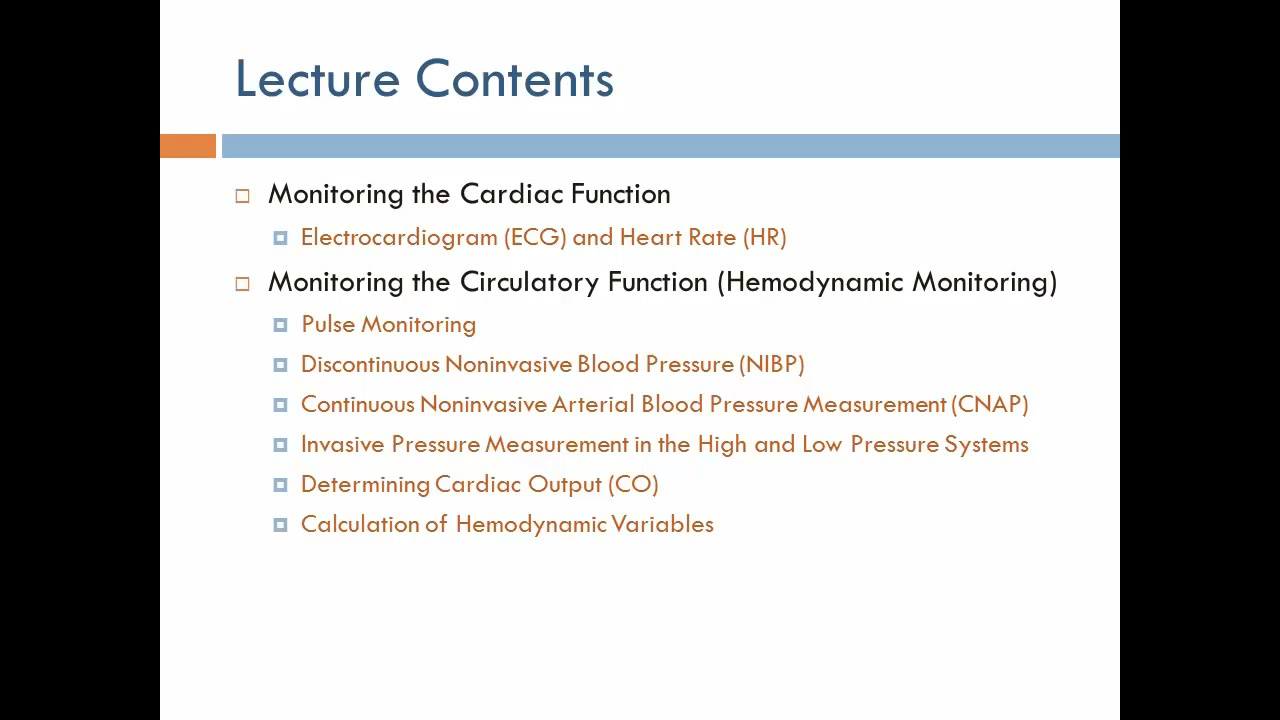 Lecture Contents
Monitoring the Cardiac Function
Electrocardiogram (ECG) and Heart Rate (HR)
Monitoring the Circulatory Function (Hemodynamic Monitoring)
Pulse Monitoring
Discontinuous Noninvasive Blood Pressure (NIBP)
Continuous Noninvasive Arterial Blood Pressure Measurement (CNAP)
Invasive Pressure Measurement in the High and Low Pressure Systems
Determining Cardiac Output (CO)
Calculation of Hemodynamic Variables